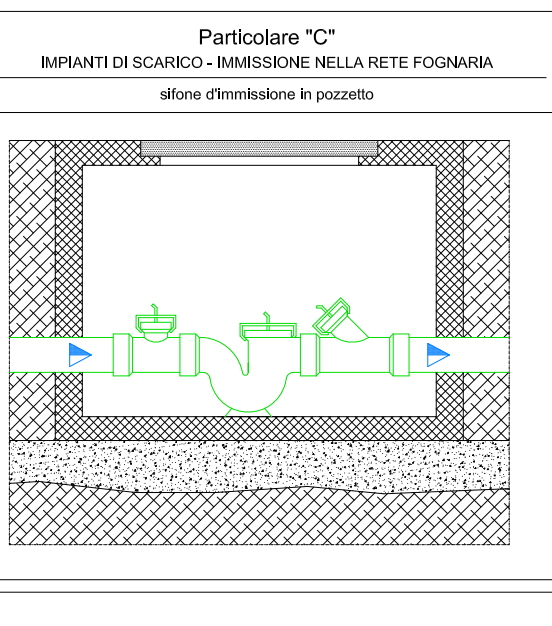 Particolare "C"
IMPIANTI DI SCARICO - IMMISSIONE NELLA RETE FOGNARIA
sifone d'immissione in pozzetto